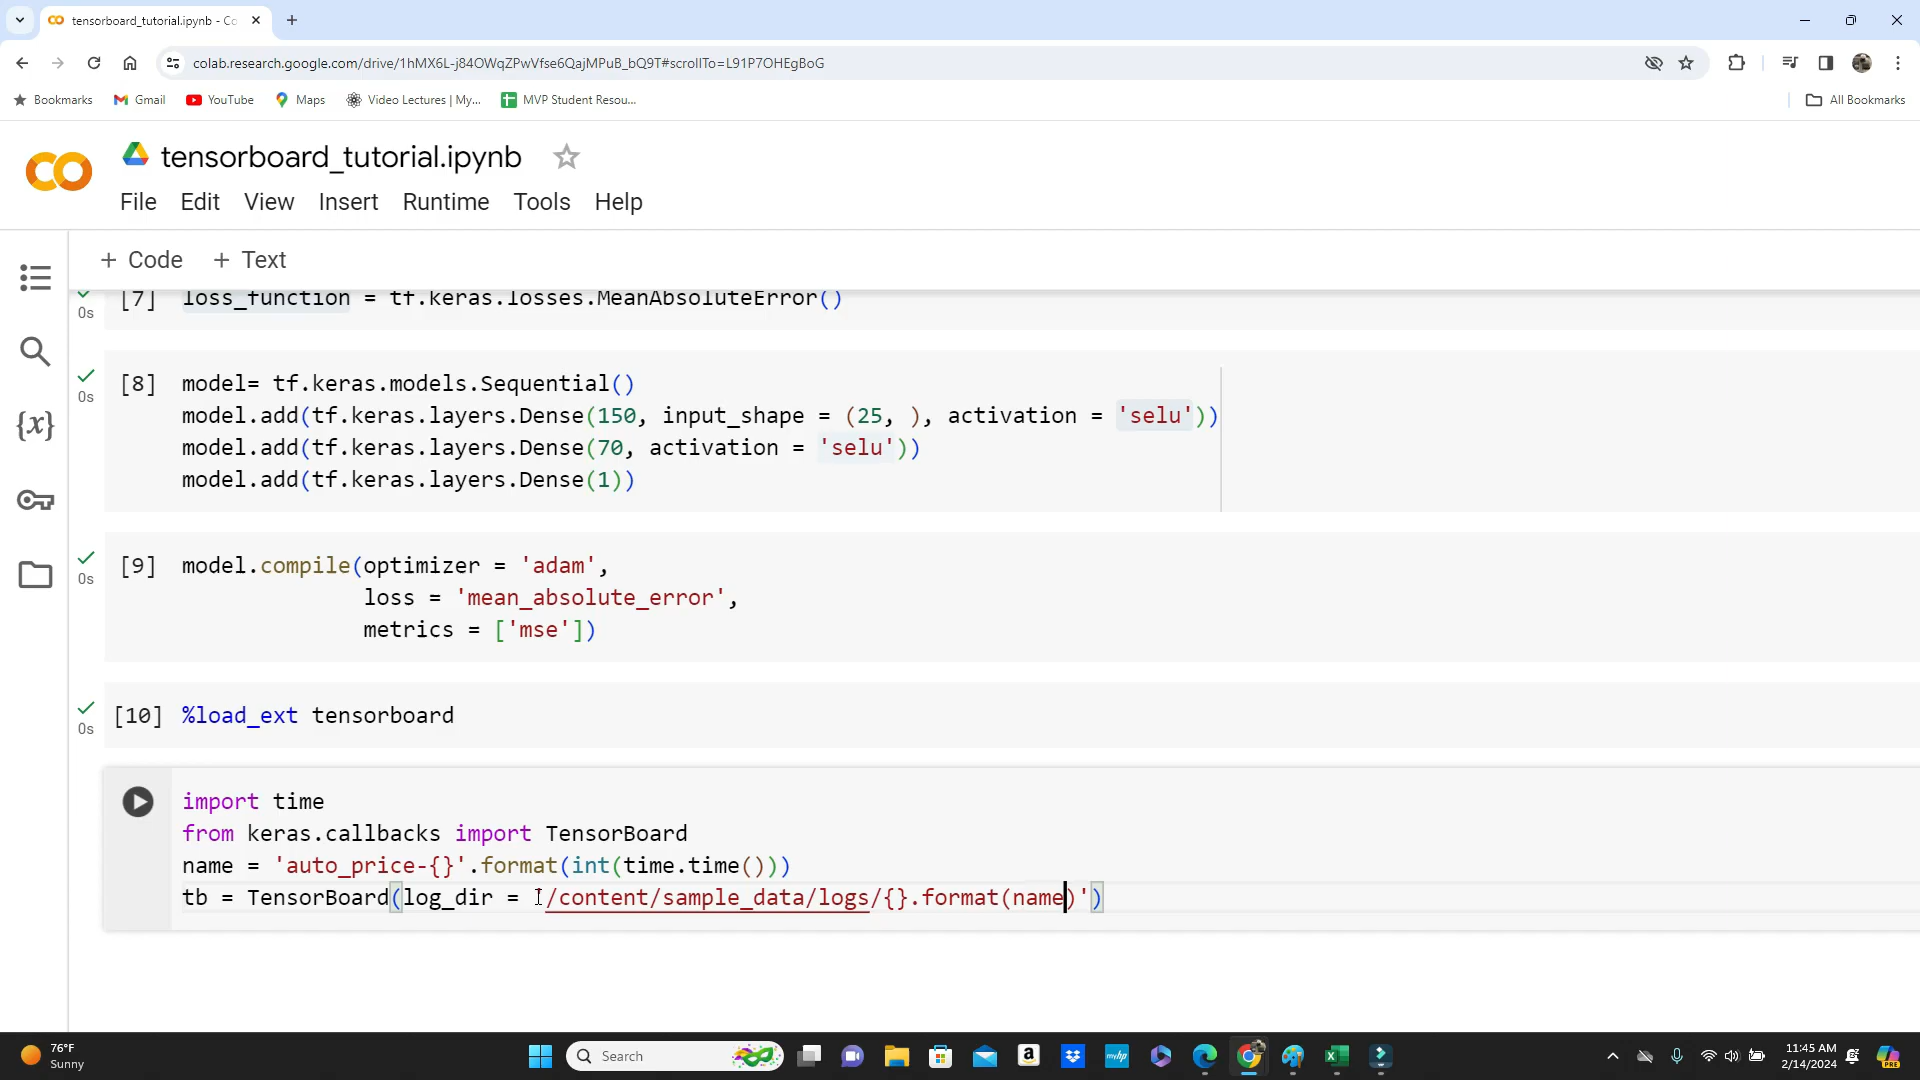 tensorboard_tutorial.ipynb - Co
colab.research.google.com/drive/1hMX6L-j84OWqZPwVfse6QajMPuB_bQ9T#scrollTo=L91P7OHEgBoG
Bookmarks Gmail YouTube Maps Video Lectures | My... MVP Student Resou... All Bookmarks
CO tensorboard_tutorial.ipynb
File Edit View Insert Runtime Tools Help
+ Code + Text
[7] loss_function = tf.keras.losses.MeanAbsoluteError()
0s
[8] model= tf.keras.models.Sequential()
0s
model.add(tf.keras.layers.Dense(150, input_shape = (25, ), activation = 'selu'))
model.add(tf.keras.layers.Dense(70, activation = 'selu'))
model.add(tf.keras.layers.Dense(1))
{x}
[9] model.compile(optimizer = 'adam',
0s
loss = 'mean_absolute_error',
metrics = ['mse'])
[10] %load_ext tensorboard
0s
import time
from keras.callbacks import TensorBoard
name = 'auto_price-{}'.format(int(time.time()))
tb = TensorBoard(log_dir = '/content/sample_data/logs/{}.format(name)')
76°F
Sunny
Search
a
myhp
PRE
11:45 AM
2/14/2024